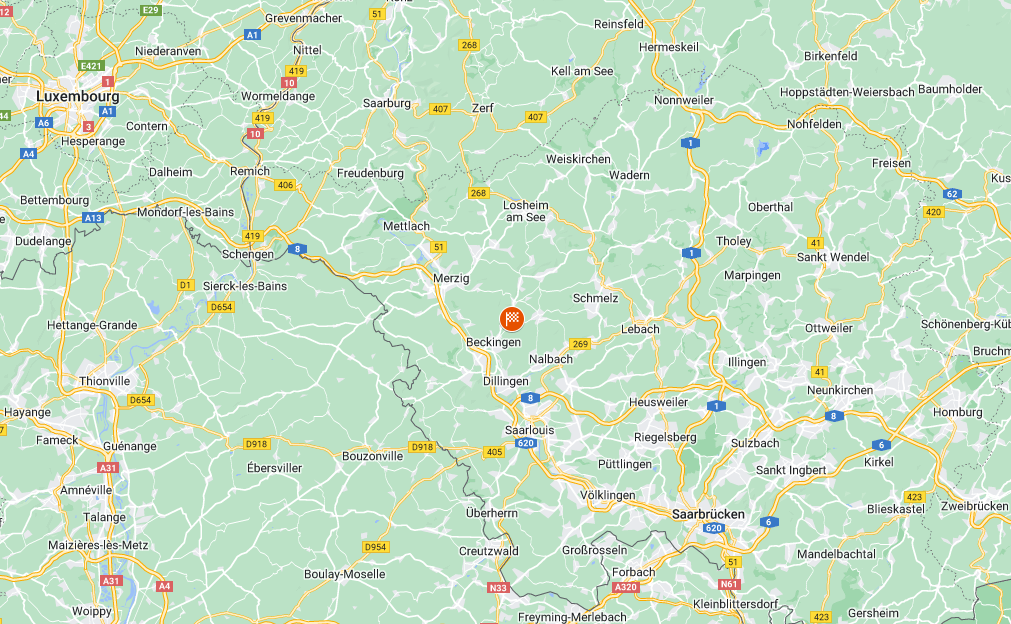 12
E29
51
Grevenmacher
Reinsfeld
A1
Niederanven
Nittel
268
Hermeskeil
Birkenfeld
E421
419
Kell am See
1
10
Luxembourg
Wormeldange
Saarburg
407
Zerf
Nonnweiler
Hoppstädten-Weiersbach
Baumholder
44
A1
A6
3
Contern
419
407
Nohfelden
10
Hesperange
A4
1
Dalheim
Remich
Freudenburg
Weiskirchen
Wadern
Freisen
Kus
406
268
62
Bettembourg
A13
Mondorf-les-Bains
Losheim
am See
Oberthal
420
Mettlach
Dudelange
419
8
51
1
Tholey
41
Schengen
Sankt Wendel
Merzig
Marpingen
D1
Sierck-les-Bains
Schmelz
D654
Hettange-Grande
Lebach
Ottweiler
Schönenberg-Küb
Beckingen
269
Bruchm
Nalbach
Illingen
Thionville
Dillingen
41
Neunkirchen
D654
8
Heusweiler
1
Hayange
8
Homburg
7
Fameck
Guénange
D918
D918
Saarlouis
620
Riegelsberg
Sulzbach
6
405
Bouzonville
A31
Ébersviller
Püttlingen
Sankt Ingbert
Kirkel
Amnéville
Völklingen
423
Talange
Überherrn
Saarbrücken
Blieskastel
Zweibrücken
620
6
Maizières-lès-Metz
D954
Creutzwald
Großrosseln
51
Mandelbachtal
Boulay-Moselle
Forbach
A31
A4
N33
A320
N61
Woippy
Kleinblittersdorf
Freyming-Merlebach
423
Gersheim